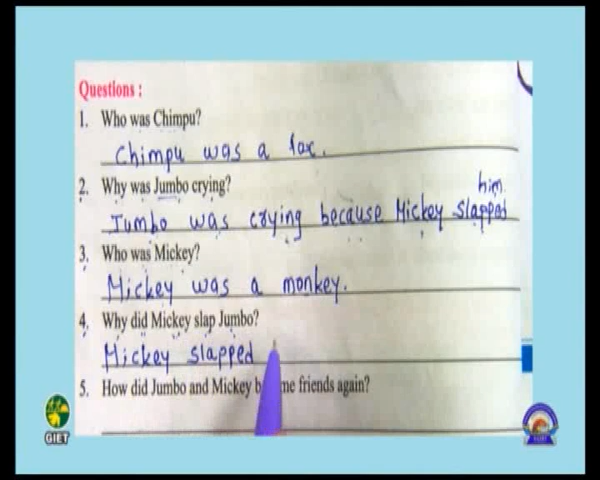 Questions :
1. Who was Chimpu?
Chimpu was a fox.
2. Why was Jumbo crying?
him
Jumbo was crying because Mickey slapped
3. Who was Mickey?
Mickey was a monkey.
4. Why did Mickey slap Jumbo?
Mickey slapped
5. How did Jumbo and Mickey b me friends again?
GIET